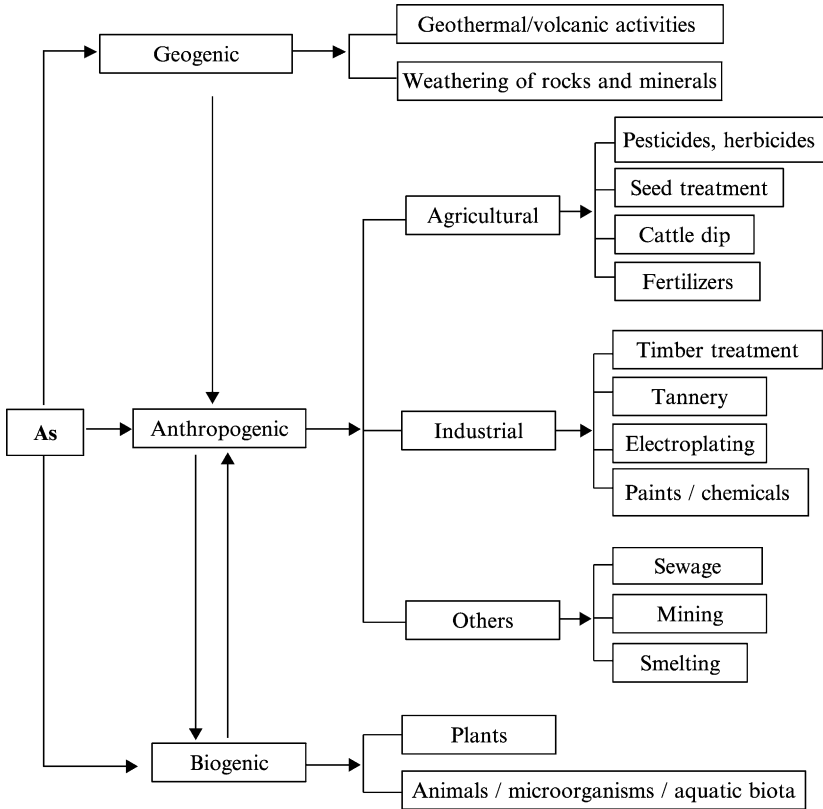 Geothermal/volcanic activities
Geogenic
Weathering of rocks and minerals
Pesticides, herbicides
Seed treatment
Agricultural
Cattle dip
Fertilizers
Timber treatment
Tannery
As
Anthropogenic
Industrial
Electroplating
Paints / chemicals
Sewage
Others
Mining
Smelting
Plants
Biogenic
Animals / microorganisms / aquatic biota